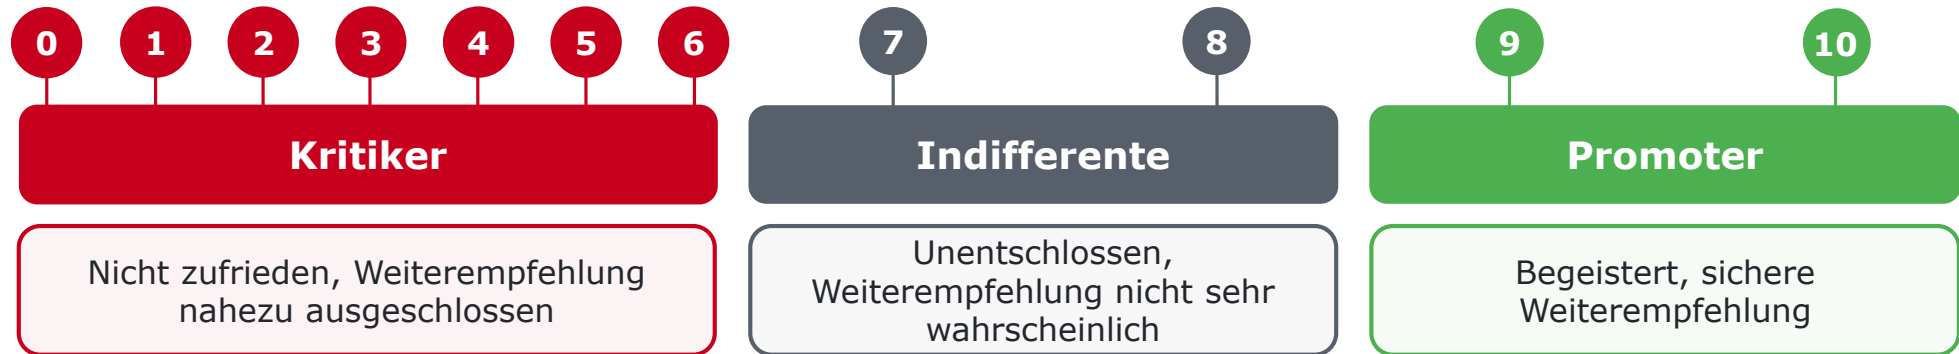 0 1 2 3 4 5 6 7 8 9 10
Kritiker
Indifferente
Promoter
Nicht zufrieden, Weiterempfehlung
nahezu ausgeschlossen
Unentschlossen,
Weiterempfehlung nicht sehr
wahrscheinlich
Begeistert, sichere
Weiterempfehlung